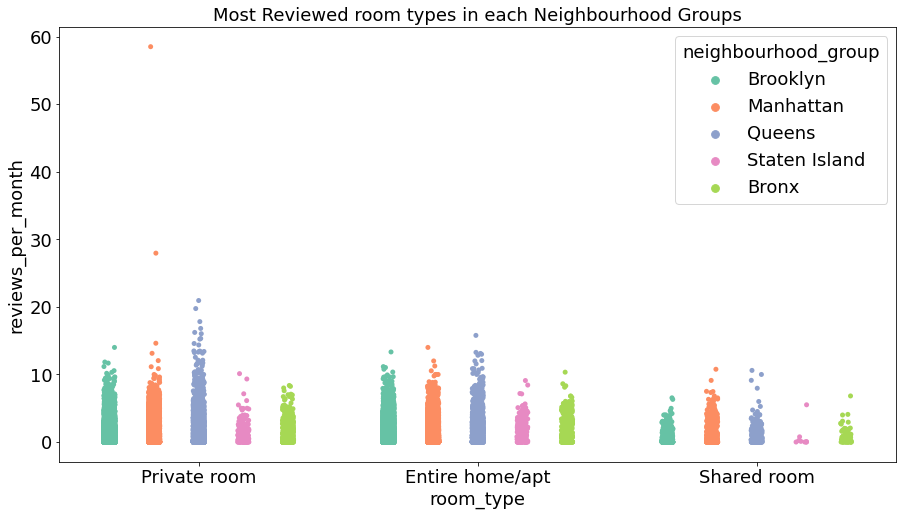 Most Reviewed room types in each Neighbourhood Groups
60
50
40
30
20
10
0
reviews_per_month
neighbourhood_group
Brooklyn
Manhattan
Queens
Staten Island
Bronx
Private room
Entire home/apt
Shared room
room_type